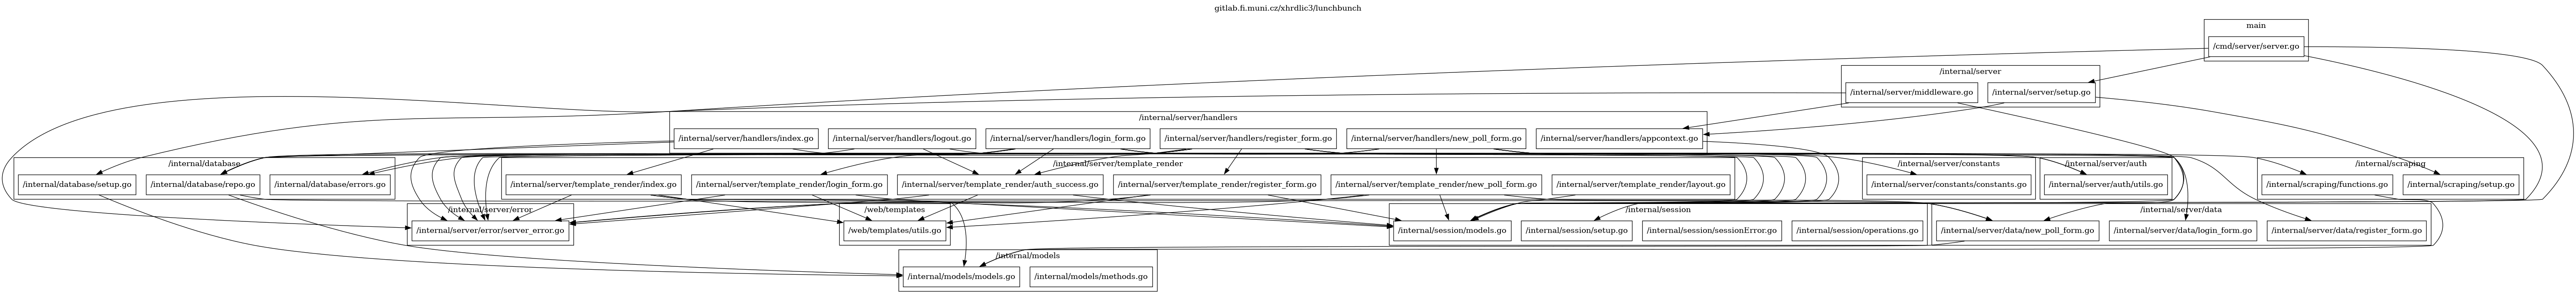 gitlab.fi.muni.cz/xhrdlic3/lunchbunch
main
/cmd/server/server.go
/internal/server
/internal/server/middleware.go
/internal/server/setup.go
/internal/server/handlers
/internal/server/handlers/index.go
/internal/server/handlers/logout.go
/internal/server/handlers/login_form.go
/internal/server/handlers/register_form.go
/internal/server/handlers/new_poll_form.go
/internal/server/handlers/appcontext.go
/internal/database
/internal/database/setup.go
/internal/database/repo.go
/internal/database/errors.go
/internal/server/template_render
/internal/server/template_render/index.go
/internal/server/template_render/login_form.go
/internal/server/template_render/auth_success.go
/internal/server/template_render/register_form.go
/internal/server/template_render/new_poll_form.go
/internal/server/template_render/layout.go
/internal/server/constants
/internal/server/constants/constants.go
/internal/server/auth
/internal/server/auth/utils.go
/internal/scraping
/internal/scraping/functions.go
/internal/scraping/setup.go
/internal/server/error
/internal/server/error/server_error.go
/web/templates
/web/templates/utils.go
/internal/session
/internal/session/models.go
/internal/session/setup.go
/internal/session/sessionError.go
/internal/session/operations.go
/internal/server/data
/internal/server/data/new_poll_form.go
/internal/server/data/login_form.go
/internal/server/data/register_form.go
/internal/models
/internal/models/models.go
/internal/models/methods.go